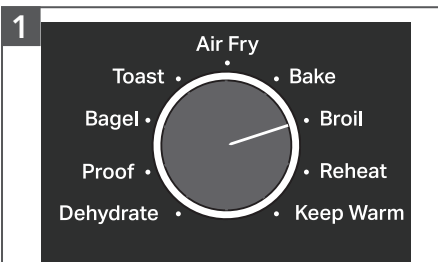 1
Air Fry
Toast Bake
Bagel Broil
Proof Reheat
Dehydrate Keep Warm